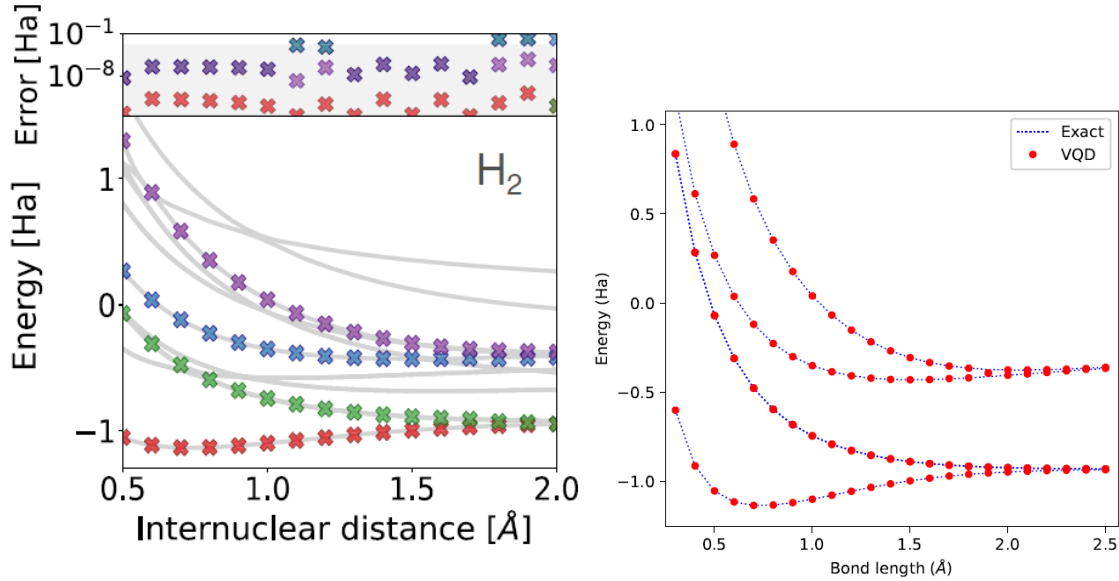 Error [Ha]
10⁻¹
10⁻⁸
Energy [Ha]
1
0
−1
H₂
0.5 1.0 1.5 2.0
Internuclear distance [Å]
Energy (Ha)
1.0
0.5
0.0
−0.5
−1.0
Exact
VQD
0.5 1.0 1.5 2.0 2.5
Bond length (Å)